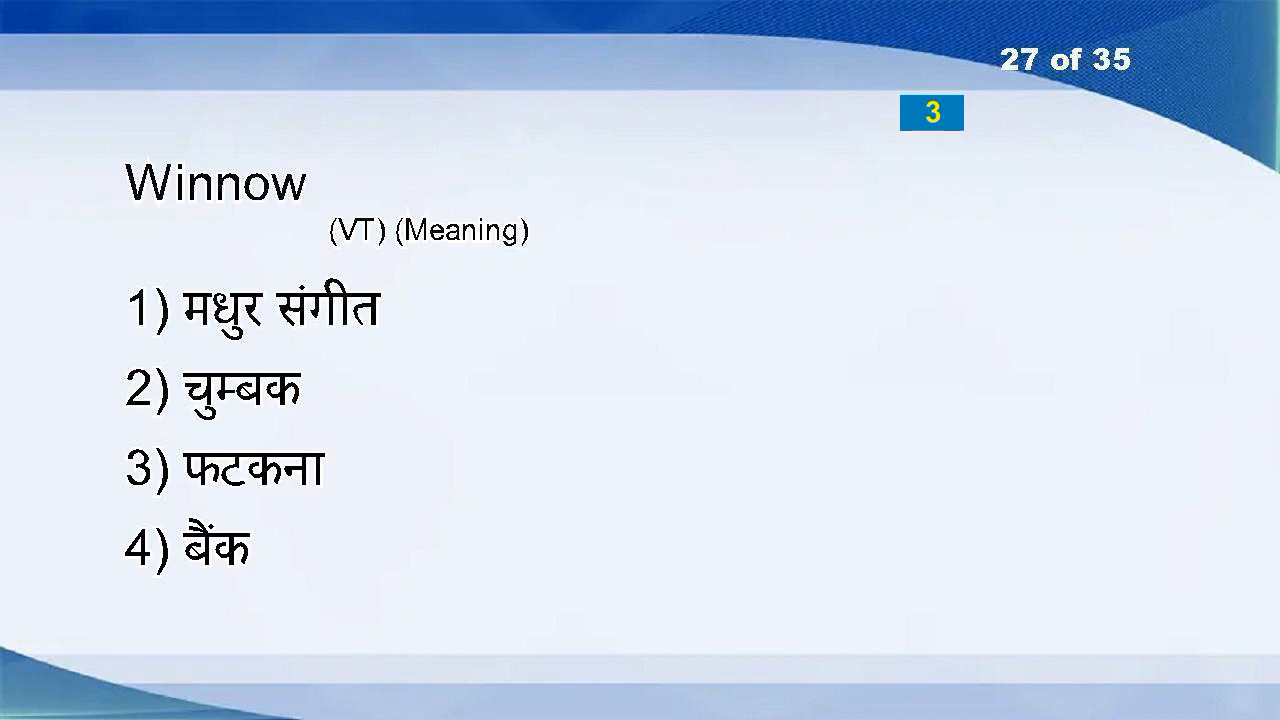 27 of 35
3
Winnow
(VT) (Meaning)
1) मधुर संगीत
2) चुम्बक
3) फटकना
4) बैंक